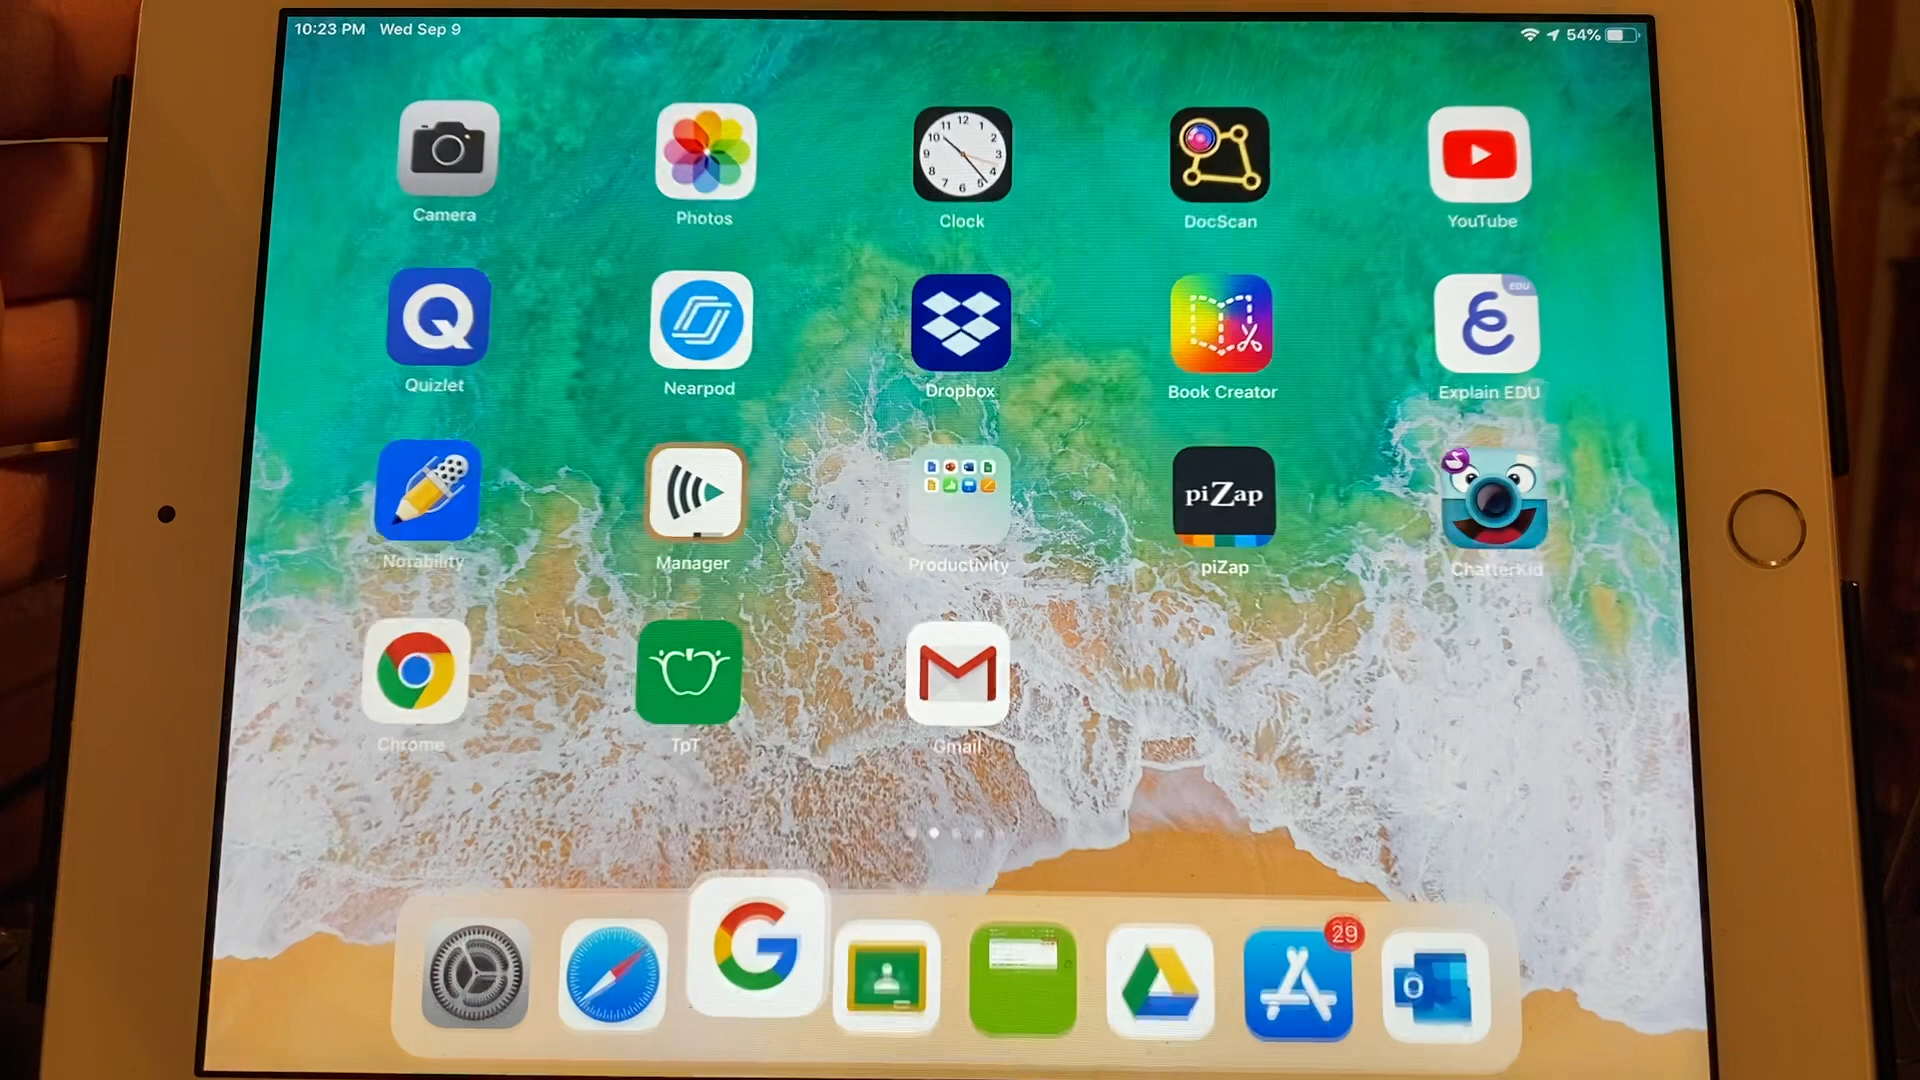 10:23 PM Wed Sep 9
54%
Camera
Photos
Clock
DocScan
YouTube
EDU
Quizlet
Nearpod
Dropbox
Book Creator
Explain EDU
piZap
Notability
Manager
Productivity
piZap
ChatterKid
Chrome
TpT
Gmail
29